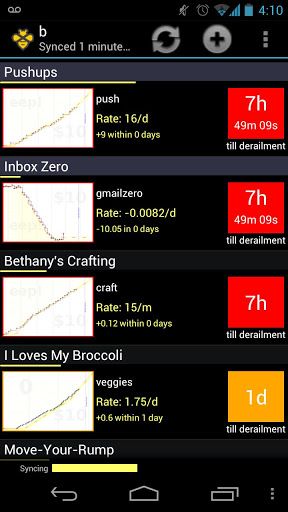 4:10
b
Synced 1 minute...
Pushups
push
Rate: 16/d
+9 within 0 days
7h
49m 09s
till derailment
Inbox Zero
gmailzero
Rate: -0.0082/d
-10.05 in 0 days
7h
49m 09s
till derailment
Bethany's Crafting
craft
Rate: 15/m
+0.12 within 0 days
7h
till derailment
I Loves My Broccoli
veggies
Rate: 1.75/d
+0.6 within 1 day
1d
till derailment
Move-Your-Rump
Syncing